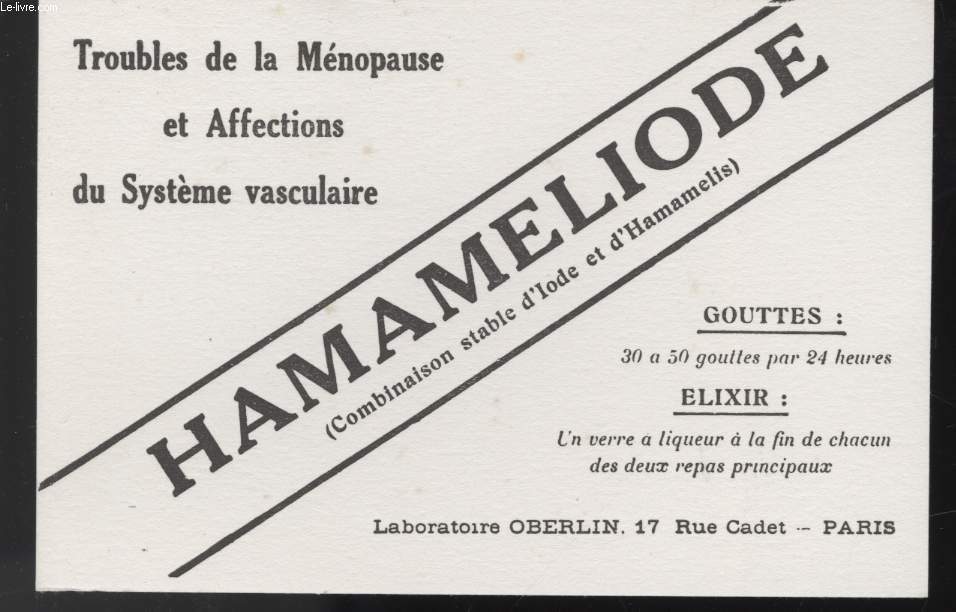 Le-livre.com
Troubles de la Ménopause
et Affections
du Système vasculaire
HAMAMELIODE
(Combinaison stable d'Iode et d'Hamamelis)
GOUTTES :
30 a 50 gouttes par 24 heures
ELIXIR :
Un verre a liqueur à la fin de chacun
des deux repas principaux
Laboratoire OBERLIN. 17 Rue Cadet -- PARIS